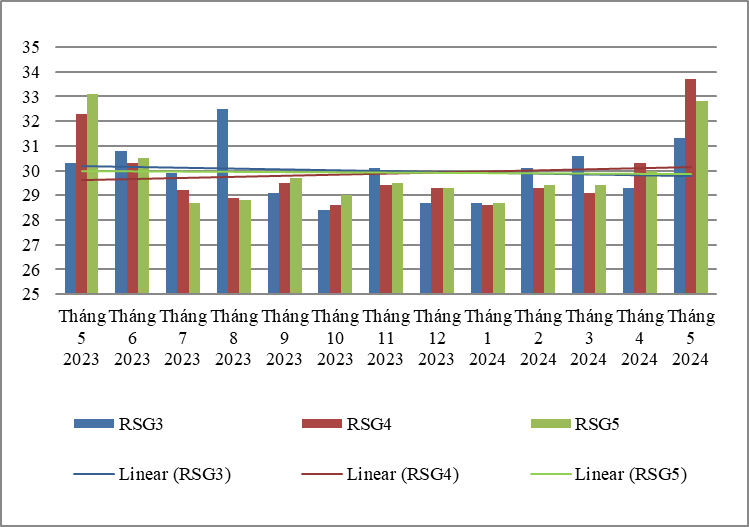 35
34
33
32
31
30
29
28
27
26
25
Tháng Tháng Tháng Tháng Tháng Tháng Tháng Tháng Tháng Tháng Tháng Tháng Tháng
5 6 7 8 9 10 11 12 1 2 3 4 5
2023 2023 2023 2023 2023 2023 2023 2023 2024 2024 2024 2024 2024
RSG3 RSG4 RSG5
Linear (RSG3) Linear (RSG4) Linear (RSG5)